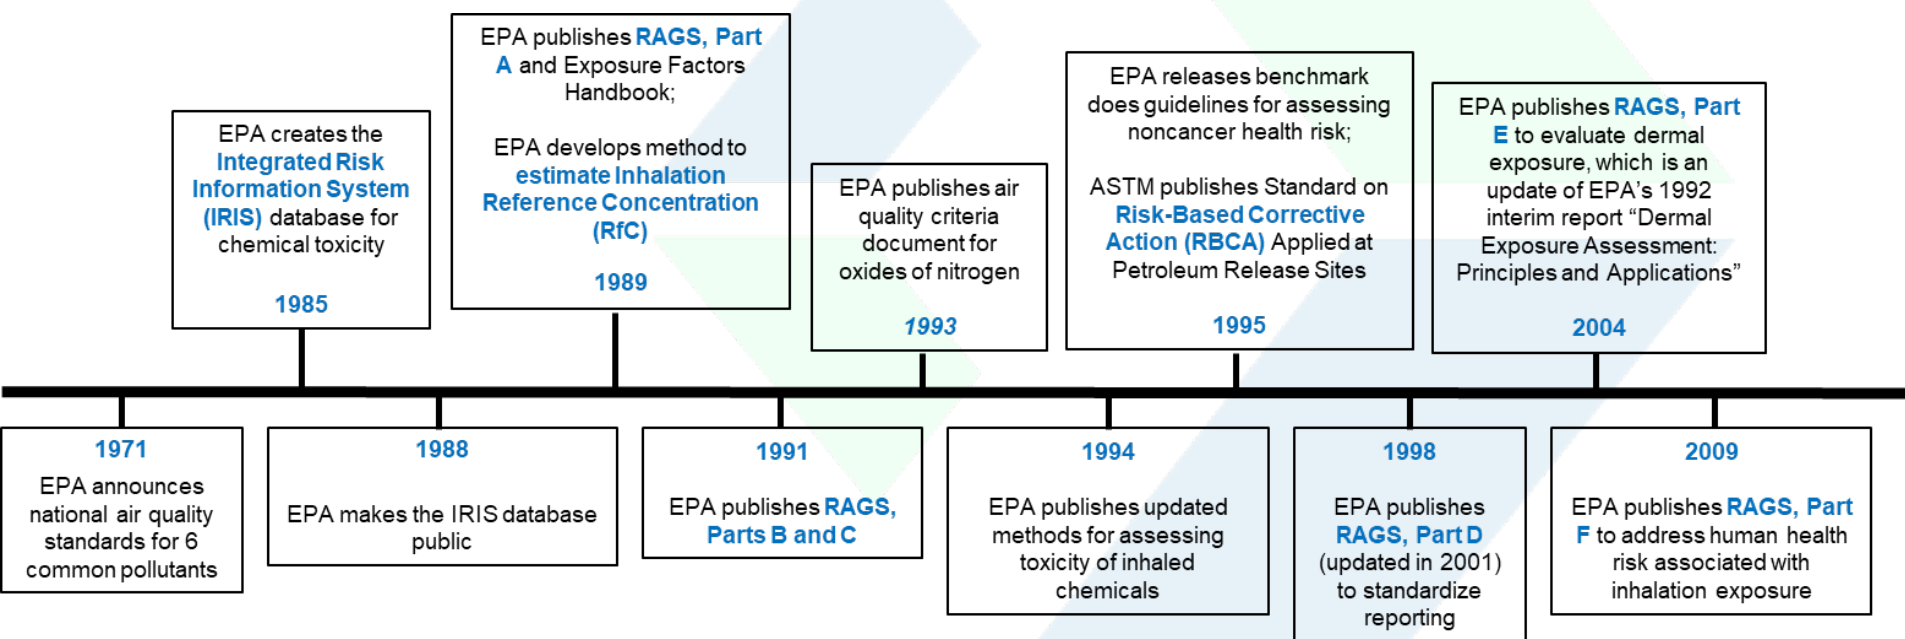 EPA creates the
Integrated Risk
Information System
(IRIS) database for
chemical toxicity
1985
EPA publishes RAGS, Part
A and Exposure Factors
Handbook;
EPA develops method to
estimate Inhalation
Reference Concentration
(RfC)
1989
EPA publishes air
quality criteria
document for
oxides of nitrogen
1993
EPA releases benchmark
does guidelines for assessing
noncancer health risk;
ASTM publishes Standard on
Risk-Based Corrective
Action (RBCA) Applied at
Petroleum Release Sites
1995
EPA publishes RAGS, Part
E to evaluate dermal
exposure, which is an
update of EPA's 1992
interim report “Dermal
Exposure Assessment:
Principles and Applications”
2004
1971
EPA announces
national air quality
standards for 6
common pollutants
1988
EPA makes the IRIS database
public
1991
EPA publishes RAGS,
Parts B and C
1994
EPA publishes updated
methods for assessing
toxicity of inhaled
chemicals
1998
EPA publishes
RAGS, Part D
(updated in 2001)
to standardize
reporting
2009
EPA publishes RAGS, Part
F to address human health
risk associated with
inhalation exposure